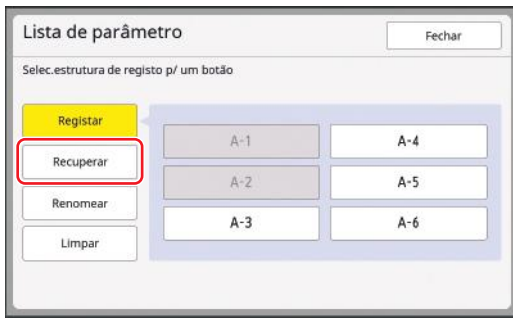 Lista de parâmetro
Fechar
Selec.estrutura de registo p/ um botão
Registar
Recuperar
Renomear
Limpar
A-1
A-4
A-2
A-5
A-3
A-6